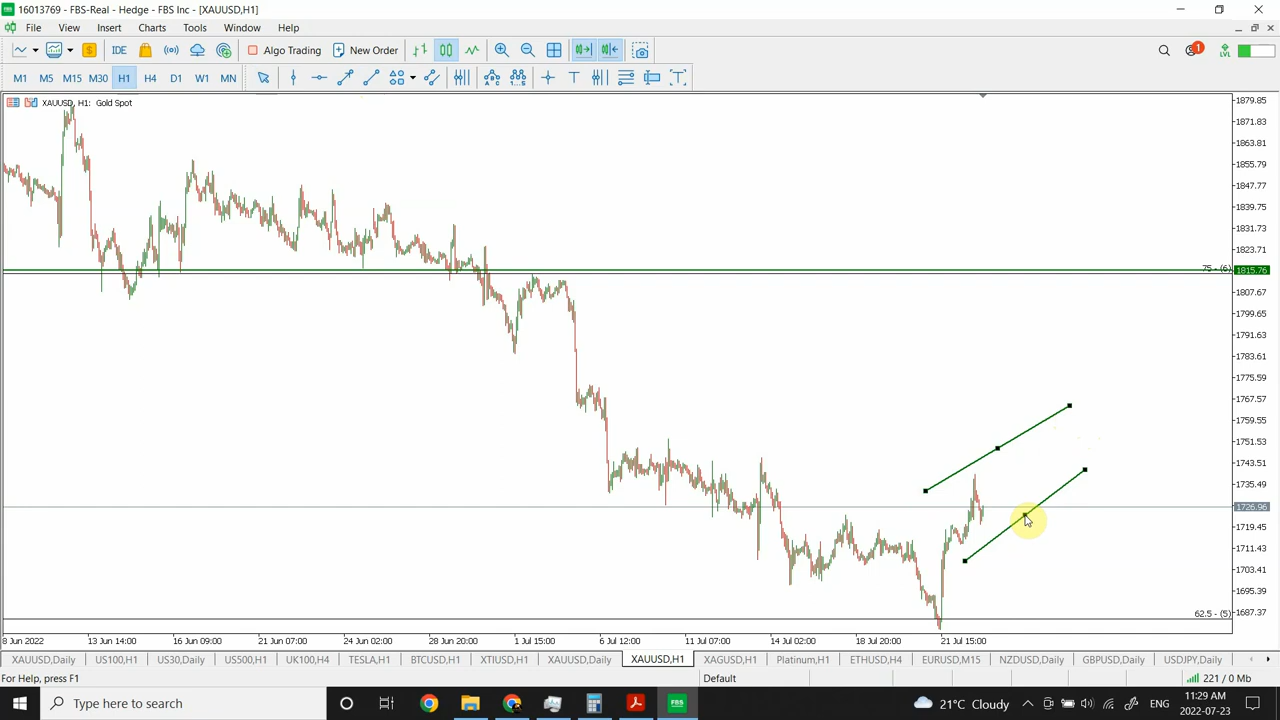 16013769 - FBS-Real - Hedge - FBS Inc - [XAUUSD,H1]
File View Insert Charts Tools Window Help
IDE Algo Trading New Order 1 LVL
M1 M5 M15 M30 H1 H4 D1 W1 MN
XAUUSD, H1: Gold Spot
1879.85
1871.83
1863.81
1855.79
1847.77
1839.75
1831.73
1823.71
75 - (6) 1815.76
1807.67
1799.65
1791.63
1783.61
1775.59
1767.57
1759.55
1751.53
1743.51
1735.49
1726.96
1719.45
1711.43
1703.41
1695.39
62.5 - (5) 1687.37
8 Jun 2022 13 Jun 14:00 16 Jun 09:00 21 Jun 07:00 24 Jun 02:00 28 Jun 20:00 1 Jul 15:00 6 Jul 12:00 11 Jul 07:00 14 Jul 02:00 18 Jul 20:00 21 Jul 15:00
XAUUSD,Daily US100,H1 US30,Daily US500,H1 UK100,H4 TESLA,H1 BTCUSD,H1 XTIUSD,H1 XAUUSD,Daily XAUUSD,H1 XAGUSD,H1 Platinum,H1 ETHUSD,H4 EURUSD,M15 NZDUSD,Daily GBPUSD,Daily USDJPY,Daily
For Help, press F1 Default 221 / 0 Mb
Type here to search FBS 21°C Cloudy ENG 11:29 AM
2022-07-23